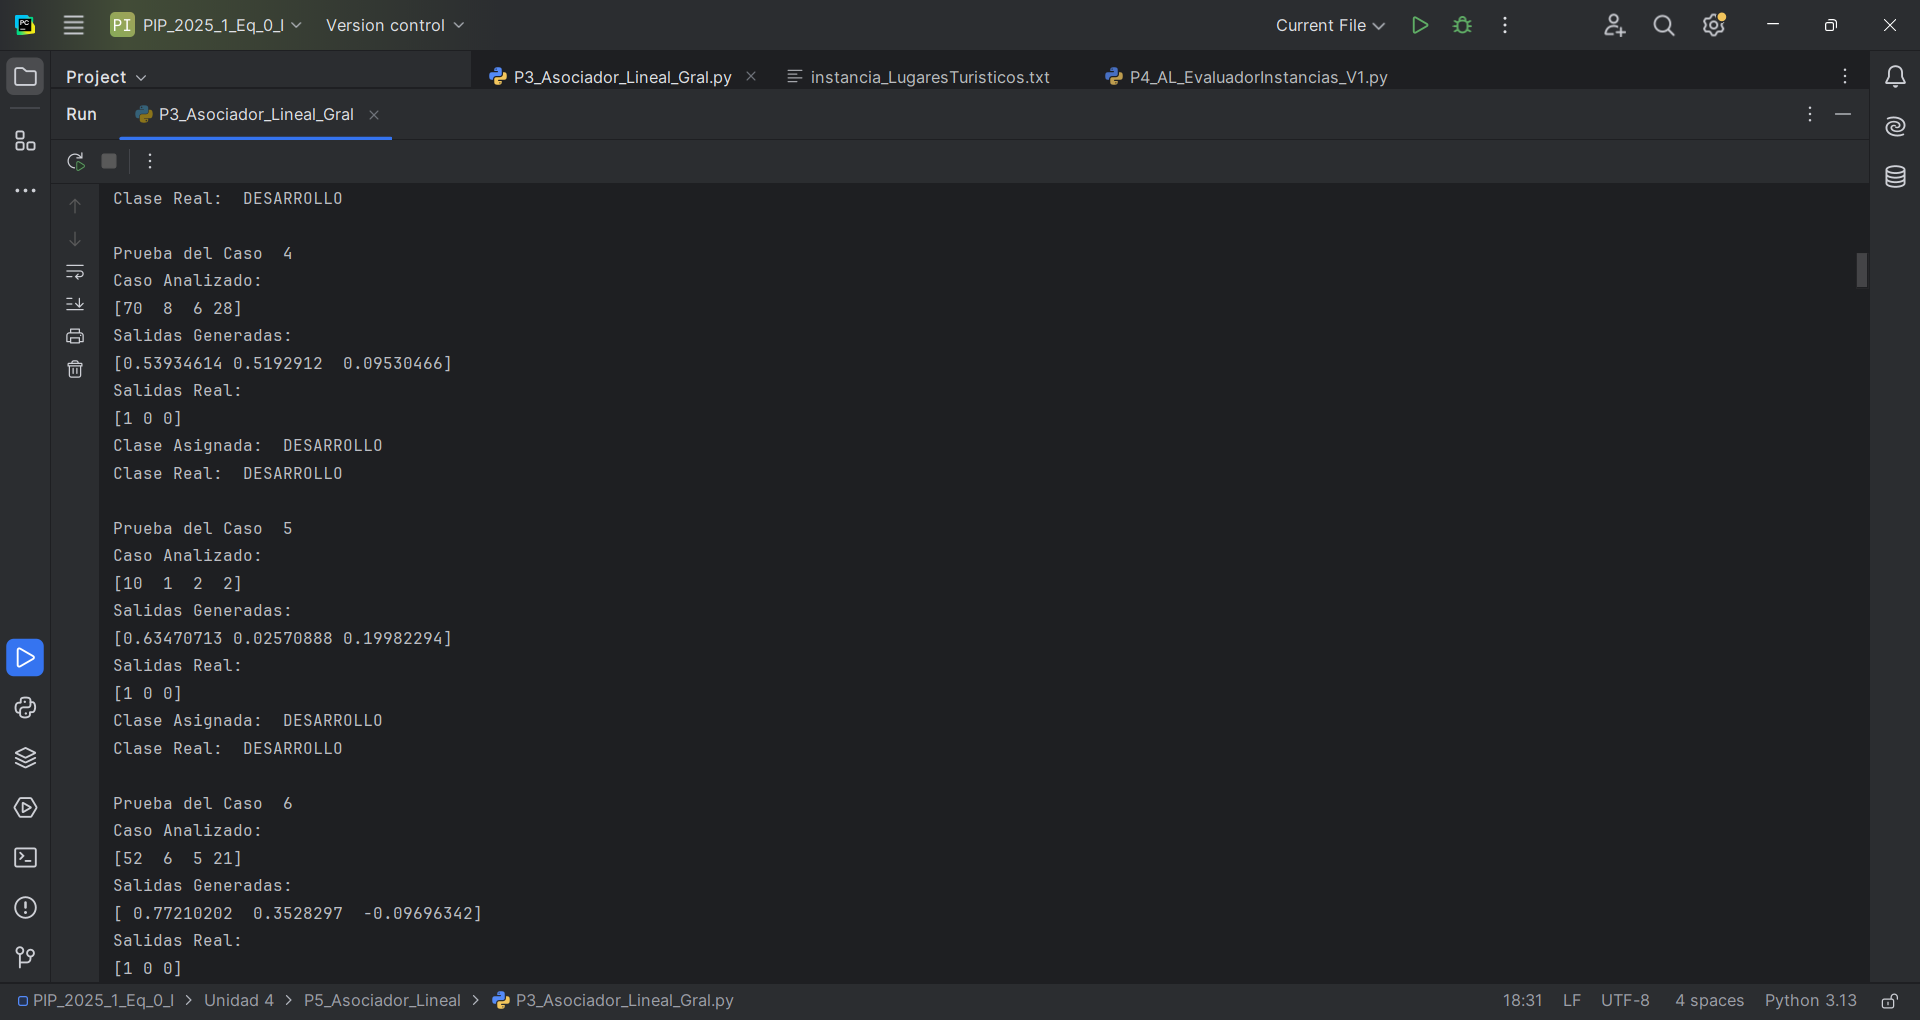 PC
PI PIP_2025_1_Eq_0_I Version control Current File
Project P3_Asociador_Lineal_Gral.py instancia_LugaresTuristicos.txt P4_AL_EvaluadorInstancias_V1.py
Run P3_Asociador_Lineal_Gral
Clase Real:  DESARROLLO
Prueba del Caso  4
Caso Analizado:
[70  8  6 28]
Salidas Generadas:
[0.53934614 0.5192912  0.09530466]
Salidas Real:
[1 0 0]
Clase Asignada:  DESARROLLO
Clase Real:  DESARROLLO
Prueba del Caso  5
Caso Analizado:
[10  1  2  2]
Salidas Generadas:
[0.63470713 0.02570888 0.19982294]
Salidas Real:
[1 0 0]
Clase Asignada:  DESARROLLO
Clase Real:  DESARROLLO
Prueba del Caso  6
Caso Analizado:
[52  6  5 21]
Salidas Generadas:
[ 0.77210202  0.3528297  -0.09696342]
Salidas Real:
[1 0 0]
PIP_2025_1_Eq_0_I > Unidad 4 > P5_Asociador_Lineal > P3_Asociador_Lineal_Gral.py 18:31 LF UTF-8 4 spaces Python 3.13